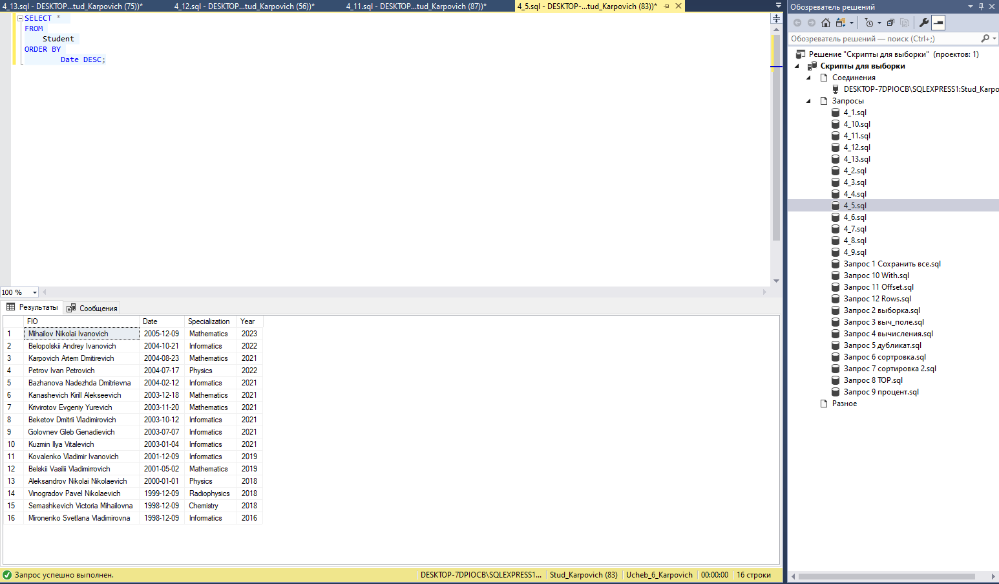 4_13.sql - DESKTOP...tud_Karpovich (75))*
4_12.sql - DESKTOP...tud_Karpovich (56))*
4_11.sql - DESKTOP...tud_Karpovich (87))*
4_5.sql - DESKTOP-...tud_Karpovich (83))*
SELECT *
FROM
Student
ORDER BY
Date DESC;
100 %
Результаты
Сообщения
FIO Date Specialization Year
1 Mihailov Nikolai Ivanovich 2005-12-09 Mathematics 2023
2 Belopolskii Andrey Ivanovich 2004-10-21 Informatics 2022
3 Karpovich Artem Dmitirevich 2004-08-23 Mathematics 2021
4 Petrov Ivan Petrovich 2004-07-17 Physics 2022
5 Bazhanova Nadezhda Dmitrievna 2004-02-12 Informatics 2021
6 Kanashevich Kirill Alekseevich 2003-12-18 Mathematics 2021
7 Krivirotov Evgeniy Yurevich 2003-11-20 Mathematics 2021
8 Beketov Dmitrii Vladimirovich 2003-10-12 Informatics 2021
9 Golovnev Gleb Genadievich 2003-07-07 Informatics 2021
10 Kuzmin Ilya Vitalevich 2003-01-04 Informatics 2021
11 Kovalenko Vladimir Ivanovich 2001-12-09 Informatics 2019
12 Belskii Vasilii Vladimirrovich 2001-05-02 Mathematics 2019
13 Aleksandrov Nikolai Nikolaevich 2000-01-01 Physics 2018
14 Vinogradov Pavel Nikolaevich 1999-12-09 Radiophysics 2018
15 Semashkevich Victoria Mihailovna 1998-12-09 Chemistry 2018
16 Mironenko Svetlana Vladimirovna 1998-12-09 Informatics 2016
Запрос успешно выполнен.
DESKTOP-7DPIOCB\SQLEXPRESS1... Stud_Karpovich (83) Ucheb_6_Karpovich 00:00:00 16 строки
Обозреватель решений
Обозреватель решений — поиск (Ctrl+;)
Решение "Скрипты для выборки" (проектов: 1)
Скрипты для выборки
Соединения
DESKTOP-7DPIOCB\SQLEXPRESS1:Stud_Karpo
Запросы
4_1.sql
4_10.sql
4_11.sql
4_12.sql
4_13.sql
4_2.sql
4_3.sql
4_4.sql
4_5.sql
4_6.sql
4_7.sql
4_8.sql
4_9.sql
Запрос 1 Сохранить все.sql
Запрос 10 With.sql
Запрос 11 Offset.sql
Запрос 12 Rows.sql
Запрос 2 выборка.sql
Запрос 3 выч_поле.sql
Запрос 4 вычисления.sql
Запрос 5 дубликат.sql
Запрос 6 сортровка.sql
Запрос 7 сортировка 2.sql
Запрос 8 TOP.sql
Запрос 9 процент.sql
Разное